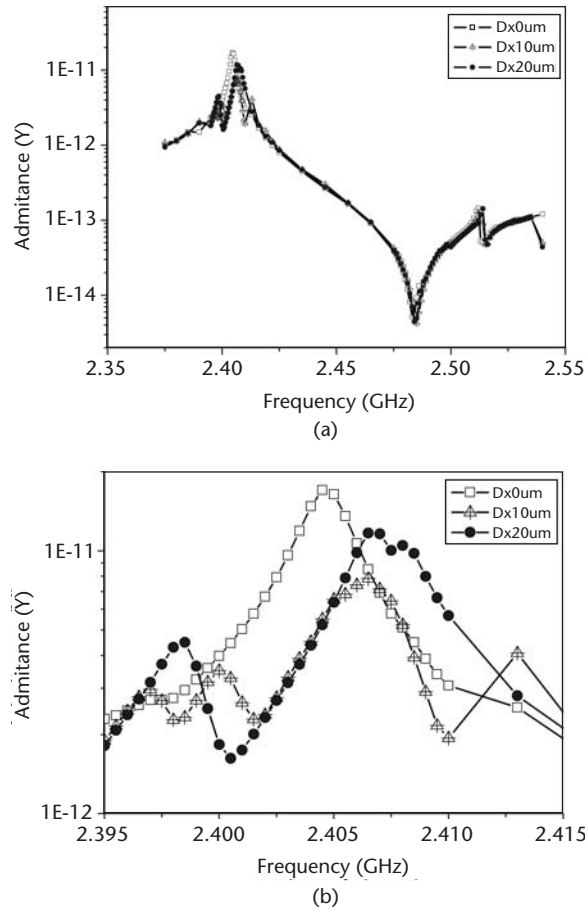 Dx0um
Dx10um
Dx20um
1E-11
1E-12
1E-13
1E-14
Admitance (Y)
2.35
2.40
2.45
2.50
2.55
Frequency (GHz)
(a)
Dx0um
Dx10um
Dx20um
1E-11
1E-12
Admitance (Y)
2.395
2.400
2.405
2.410
2.415
Frequency (GHz)
(b)